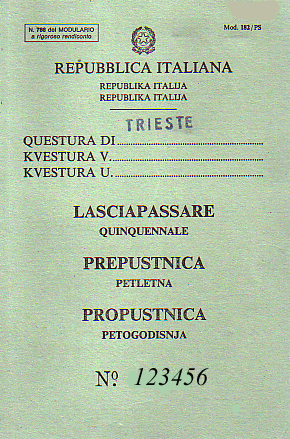 N. 788 del MODULARIO
a rigoroso rendiconto
Mod. 182/PS
REPUBBLICA ITALIANA
REPUBLIKA ITALIJA
REPUBLIKA ITALIJA
TRIESTE
QUESTURA DI
KVESTURA V.
KVESTURA U.
LASCIAPASSARE
QUINQUENNALE
PREPUSTNICA
PETLETNA
PROPUSTNICA
PETOGODISNJA
Nº 123456